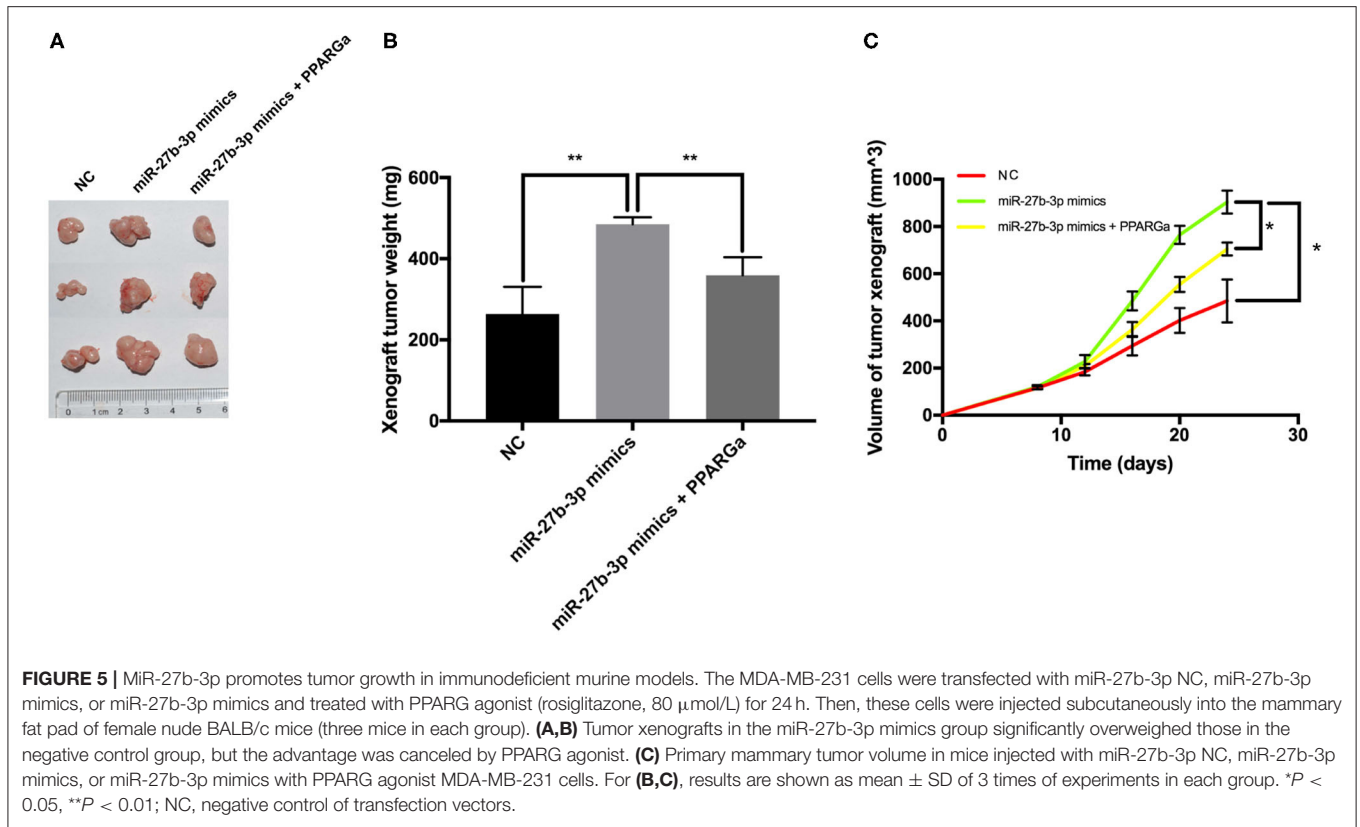 A
NC
miR-27b-3p mimics
miR-27b-3p mimics + PPARGa
0 1 cm 2 3 4 5 6
B
Xenograft tumor weight (mg)
600
400
200
0
**
**
NC
miR-27b-3p mimics
miR-27b-3p mimics + PPARGa
C
Volume of tumor xenograft (mm^3)
1000
800
600
400
200
0
NC
miR-27b-3p mimics
miR-27b-3p mimics + PPARGa
*
*
0 10 20 30
Time (days)
FIGURE 5 | MiR-27b-3p promotes tumor growth in immunodeficient murine models. The MDA-MB-231 cells were transfected with miR-27b-3p NC, miR-27b-3p
mimics, or miR-27b-3p mimics and treated with PPARG agonist (rosiglitazone, 80 μmol/L) for 24 h. Then, these cells were injected subcutaneously into the mammary
fat pad of female nude BALB/c mice (three mice in each group). (A,B) Tumor xenografts in the miR-27b-3p mimics group significantly overweighed those in the
negative control group, but the advantage was canceled by PPARG agonist. (C) Primary mammary tumor volume in mice injected with miR-27b-3p NC, miR-27b-3p
mimics, or miR-27b-3p mimics with PPARG agonist MDA-MB-231 cells. For (B,C), results are shown as mean ± SD of 3 times of experiments in each group. *P <
0.05, **P < 0.01; NC, negative control of transfection vectors.